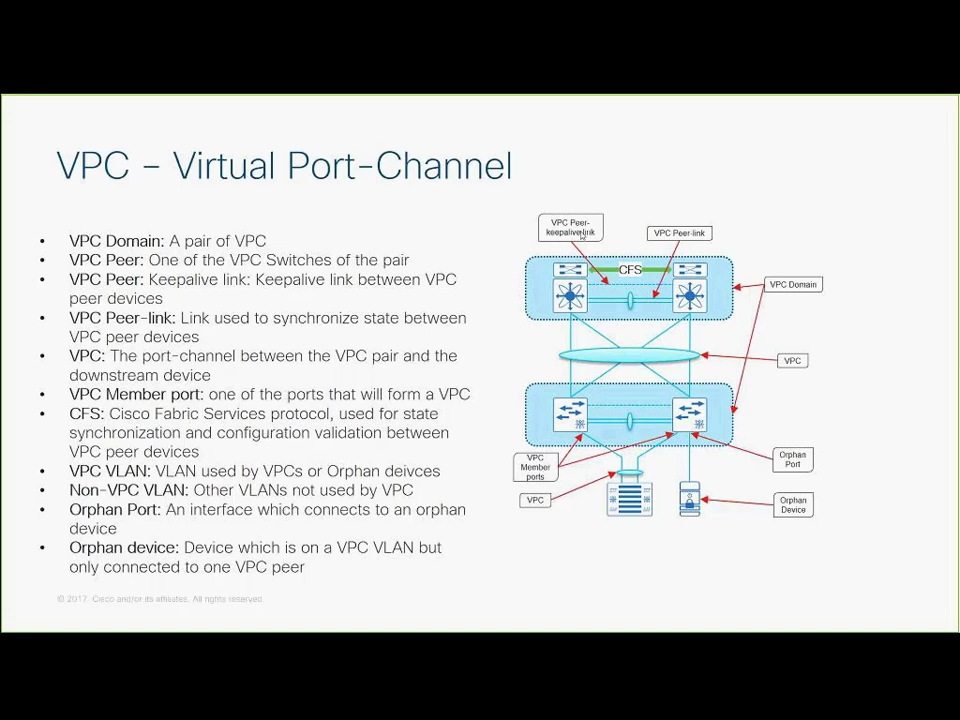 VPC – Virtual Port-Channel
• VPC Domain: A pair of VPC
• VPC Peer: One of the VPC Switches of the pair
• VPC Peer: Keepalive link: Keepalive link between VPC
peer devices
• VPC Peer-link: Link used to synchronize state between
VPC peer devices
• VPC: The port-channel between the VPC pair and the
downstream device
• VPC Member port: one of the ports that will form a VPC
• CFS: Cisco Fabric Services protocol, used for state
synchronization and configuration validation between
VPC peer devices
• VPC VLAN: VLAN used by VPCs or Orphan deivces
• Non-VPC VLAN: Other VLANs not used by VPC
• Orphan Port: An interface which connects to an orphan
device
• Orphan device: Device which is on a VPC VLAN but
only connected to one VPC peer
VPC Peer-
keepalive link
VPC Peer-link
CFS
VPC Domain
VPC
VPC
Member
ports
Orphan
Port
VPC
Orphan
Device
© 2017 Cisco and/or its affiliates. All rights reserved.